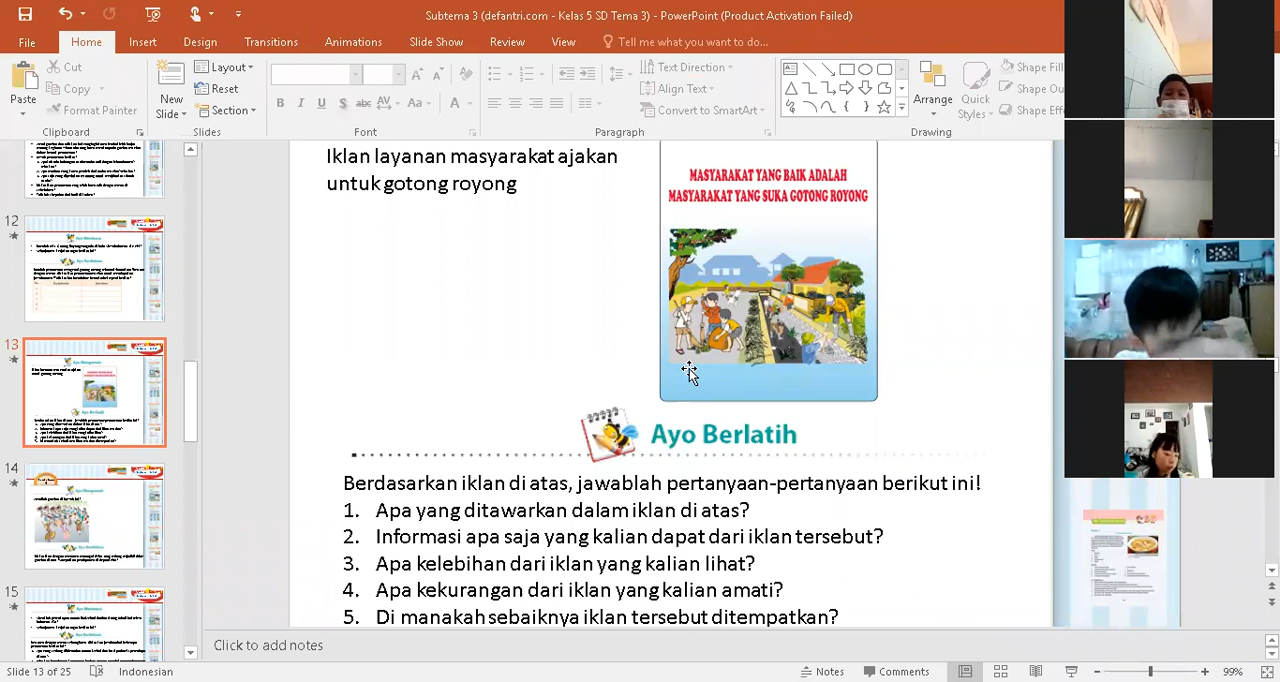 Subtema 3 (defantri.com - Kelas 5 SD Tema 3) - PowerPoint (Product Activation Failed)
File Home Insert Design Transitions Animations Slide Show Review View Tell me what you want to do...
Cut
Copy
Format Painter
Paste
New
Slide
Layout
Reset
Section
B I U S abc AV Aa A
Text Direction
Align Text
Convert to SmartArt
Arrange
Quick
Styles
Shape Fill
Shape Ou
Shape Effe
Clipboard Slides Font Paragraph Drawing
12
13
14
15
Iklan layanan masyarakat ajakan
untuk gotong royong
MASYARAKAT YANG BAIK ADALAH
MASYARAKAT YANG SUKA GOTONG ROYONG
Ayo Berlatih
Berdasarkan iklan di atas, jawablah pertanyaan-pertanyaan berikut ini!
1. Apa yang ditawarkan dalam iklan di atas?
2. Informasi apa saja yang kalian dapat dari iklan tersebut?
3. Apa kelebihan dari iklan yang kalian lihat?
4. Apa kekurangan dari iklan yang kalian amati?
5. Di manakah sebaiknya iklan tersebut ditempatkan?
Click to add notes
Slide 13 of 25 Indonesian Notes Comments 99%